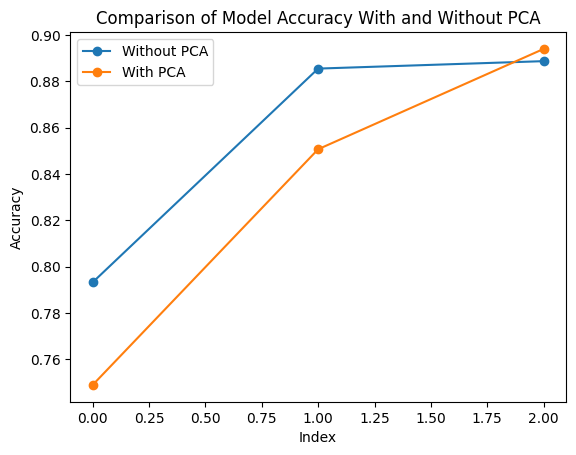 Comparison of Model Accuracy With and Without PCA
Without PCA
With PCA
Accuracy
0.90
0.88
0.86
0.84
0.82
0.80
0.78
0.76
0.00 0.25 0.50 0.75 1.00 1.25 1.50 1.75 2.00
Index